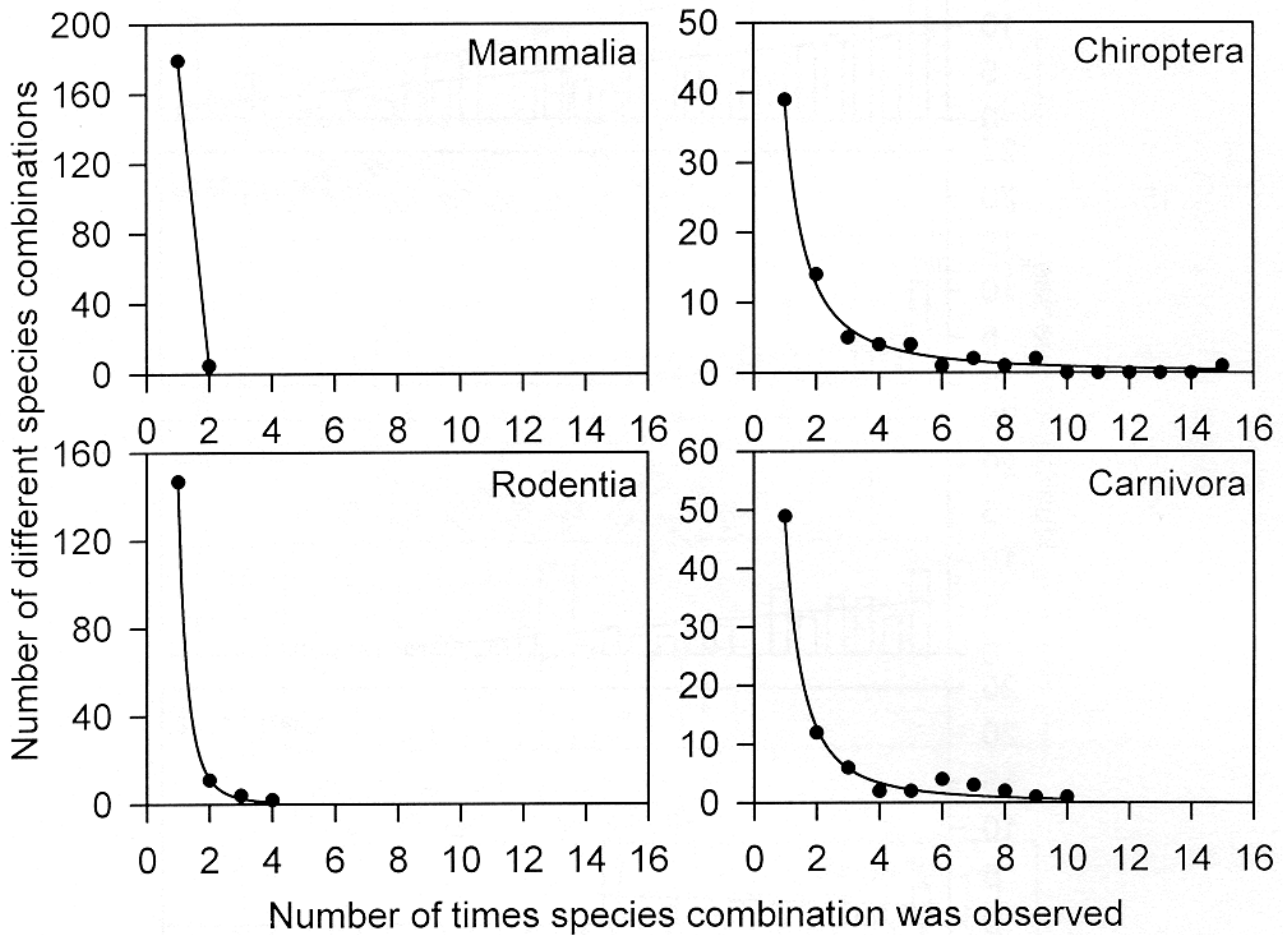 Number of different species combinations
Mammalia
200
160
120
80
40
0
0 2 4 6 8 10 12 14 16
Chiroptera
50
40
30
20
10
0
0 2 4 6 8 10 12 14 16
Rodentia
160
120
80
40
0
0 2 4 6 8 10 12 14 16
Carnivora
60
50
40
30
20
10
0
0 2 4 6 8 10 12 14 16
Number of times species combination was observed